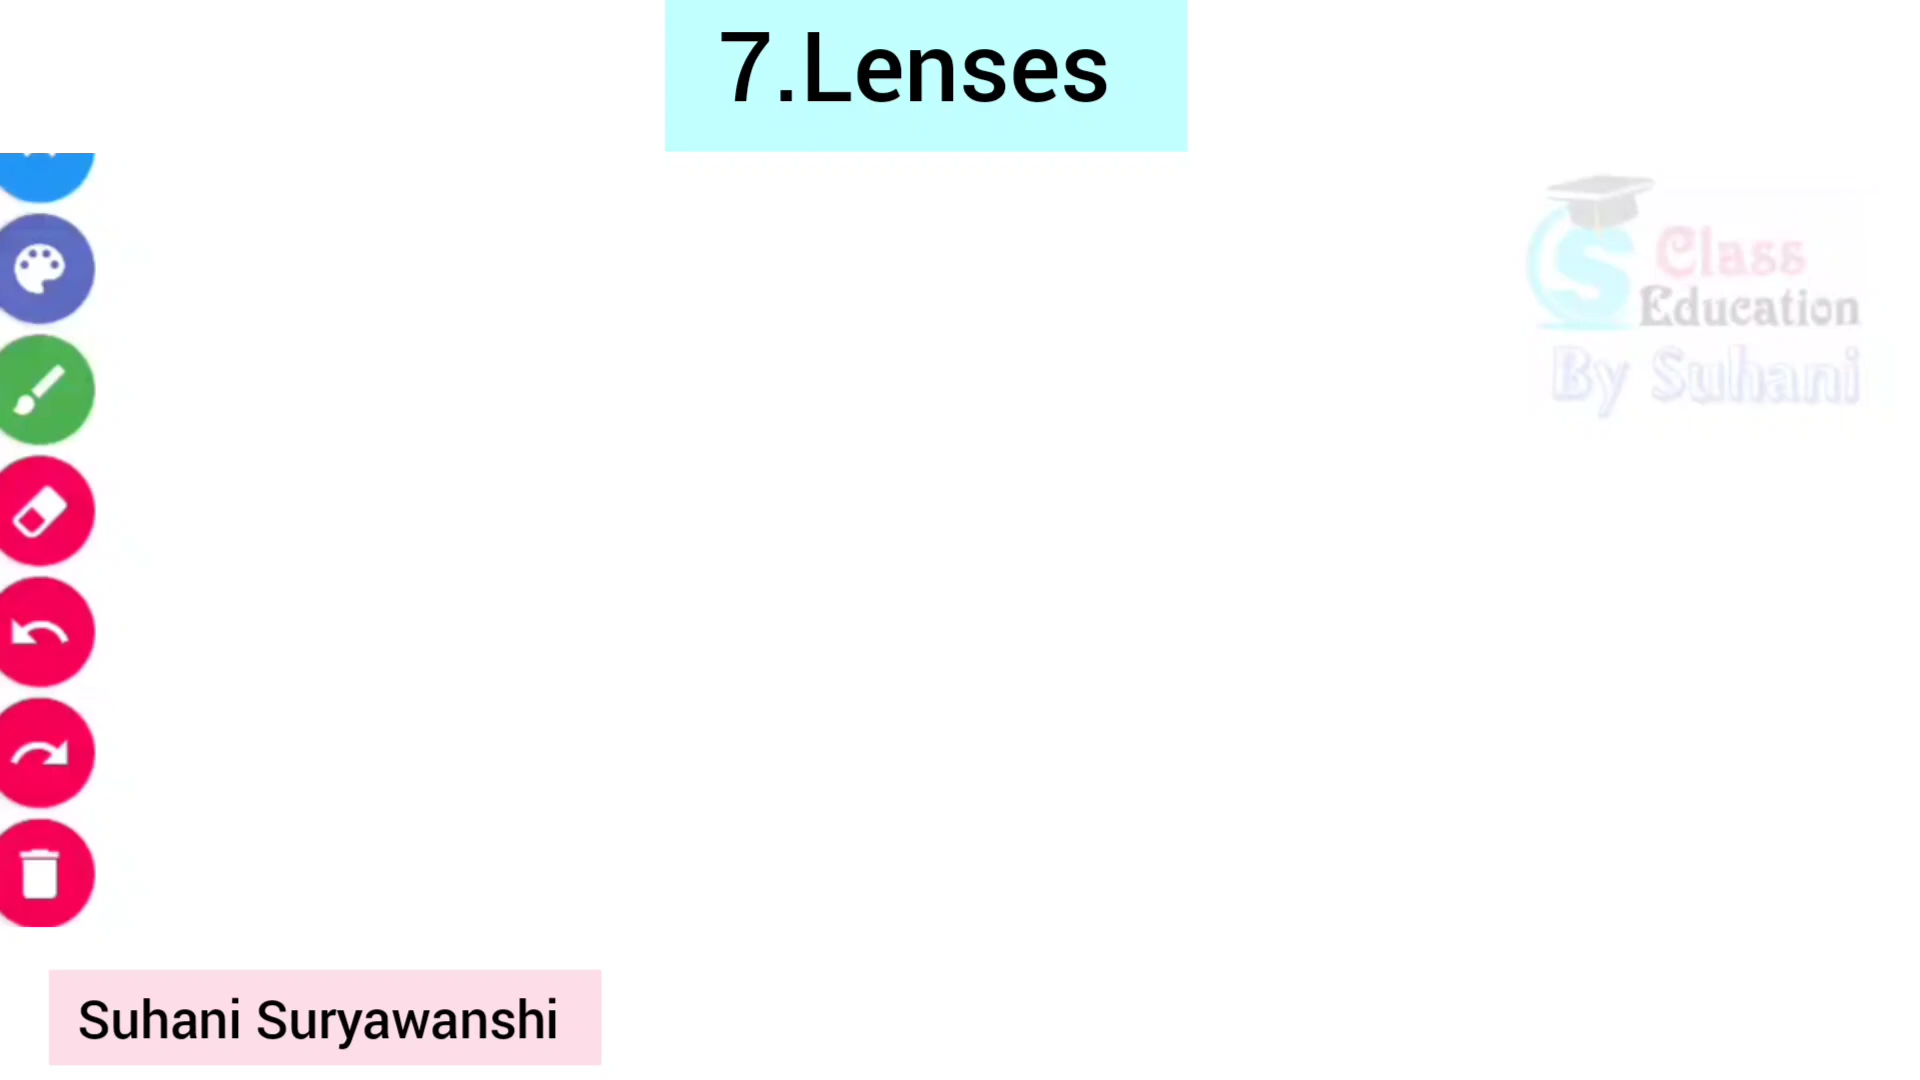 7.Lenses
Class
Education
By Suhani
Suhani Suryawanshi